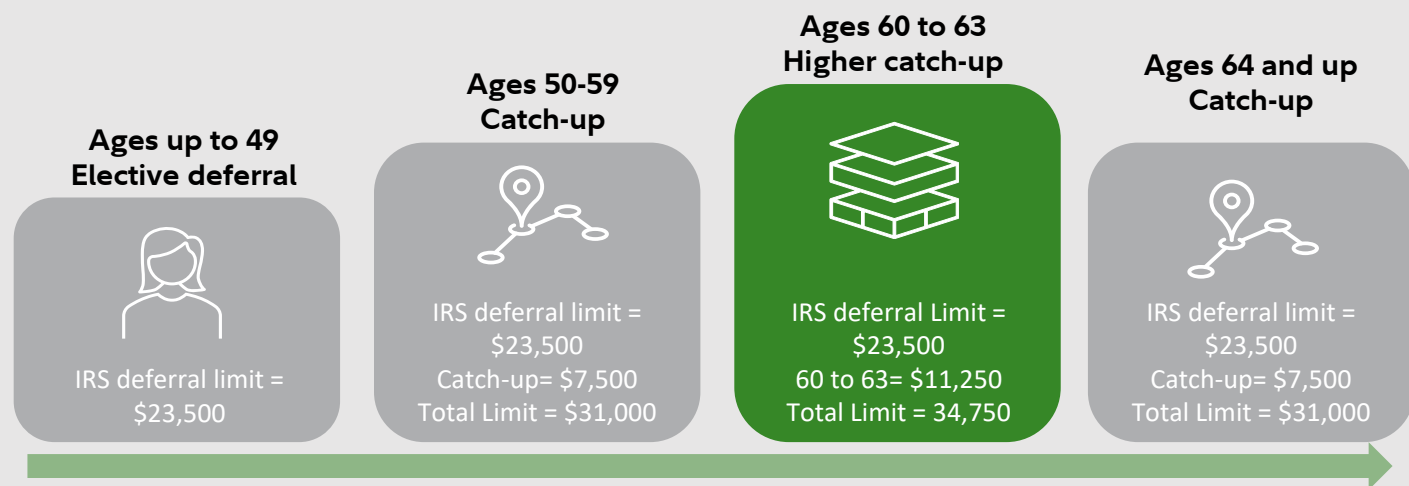 Ages up to 49
Elective deferral
IRS deferral limit =
$23,500
Ages 50-59
Catch-up
IRS deferral limit =
$23,500
Catch-up= $7,500
Total Limit = $31,000
Ages 60 to 63
Higher catch-up
IRS deferral Limit =
$23,500
60 to 63= $11,250
Total Limit = 34,750
Ages 64 and up
Catch-up
IRS deferral limit =
$23,500
Catch-up= $7,500
Total Limit = $31,000